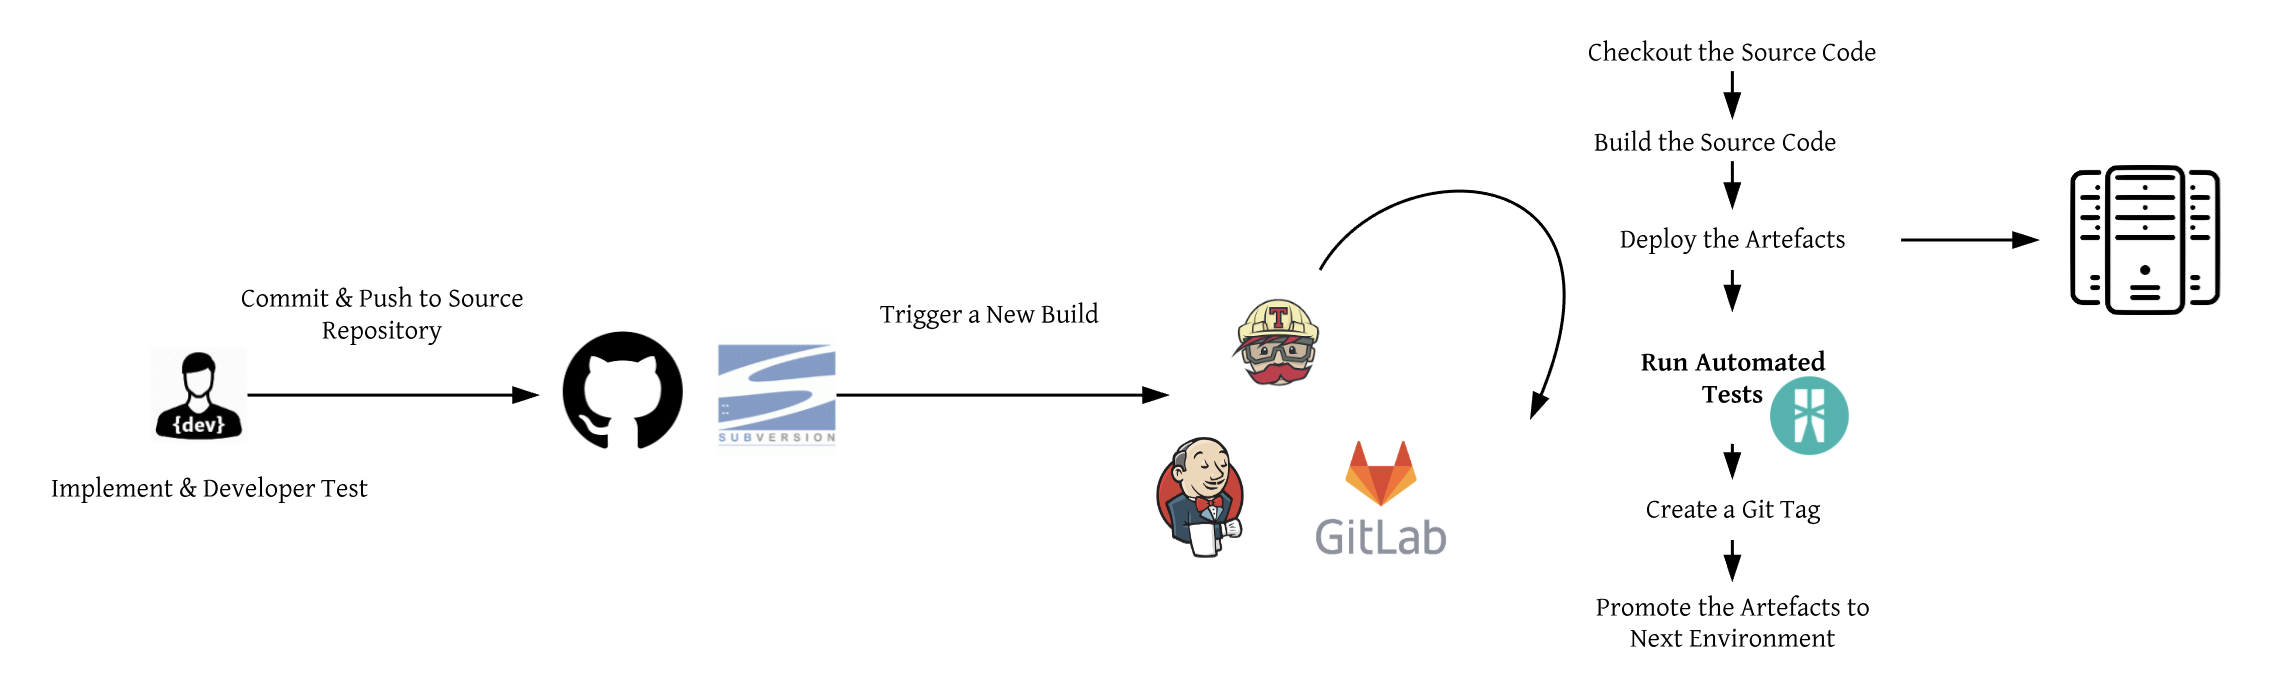 Implement & Developer Test
{dev}
Commit & Push to Source
Repository
SUBVERSION
Trigger a New Build
T
GitLab
Checkout the Source Code
Build the Source Code
Deploy the Artefacts
Run Automated
Tests
Create a Git Tag
Promote the Artefacts to
Next Environment